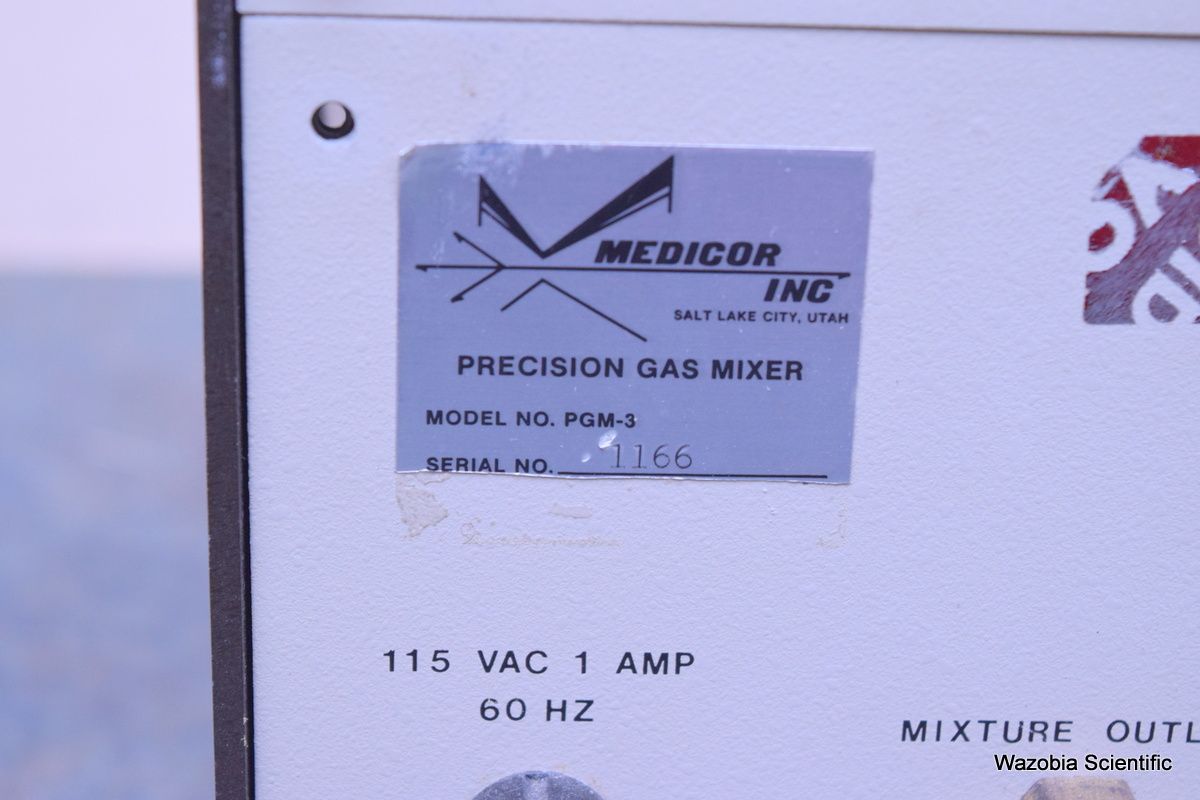 MEDICOR
INC
SALT LAKE CITY, UTAH
PRECISION GAS MIXER
MODEL NO. PGM-3
SERIAL NO. 1166
115 VAC 1 AMP
60 HZ
MIXTURE OUTL
Wazobia Scientific